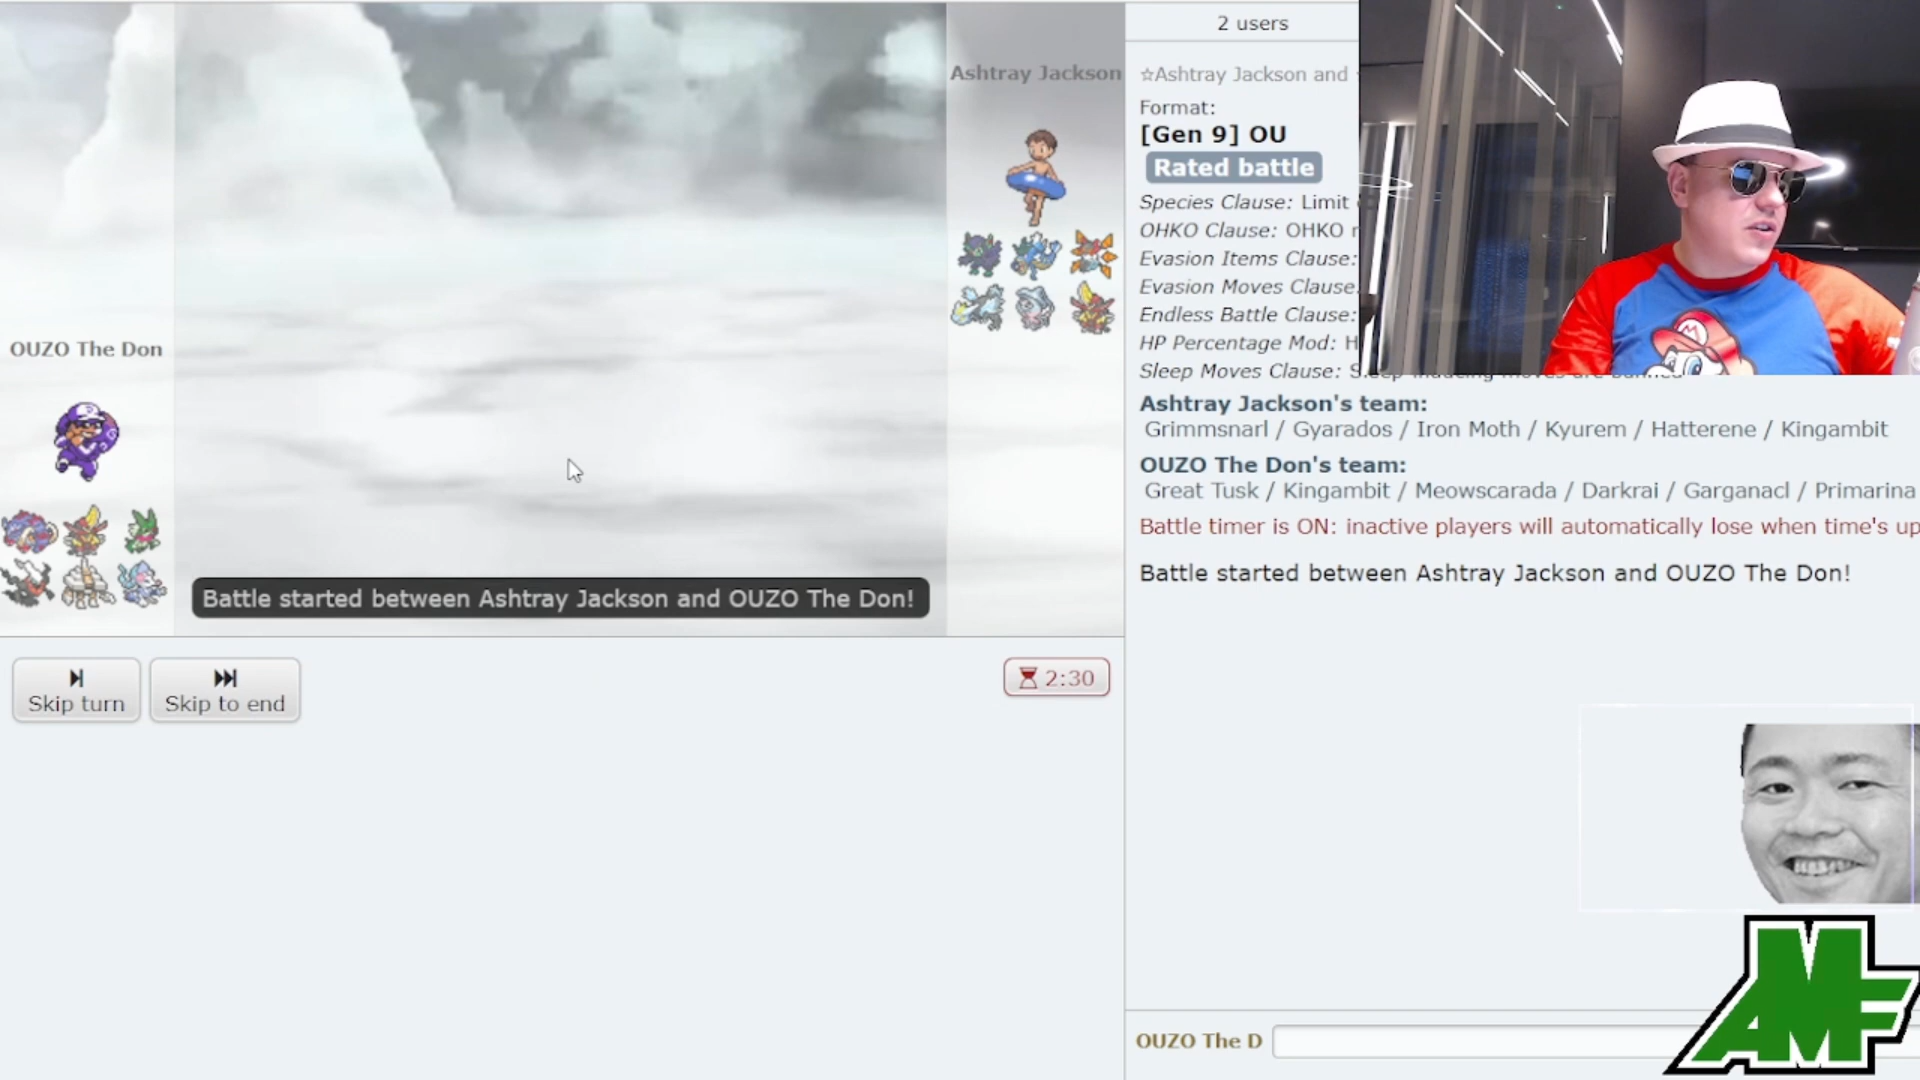 Ashtray Jackson
OUZO The Don
Battle started between Ashtray Jackson and OUZO The Don!
Skip turn
Skip to end
2:30
2 users
☆Ashtray Jackson and
Format:
[Gen 9] OU
Rated battle
Species Clause: Limit
OHKO Clause: OHKO
Evasion Items Clause:
Evasion Moves Clause:
Endless Battle Clause:
HP Percentage Mod: H
Sleep Moves Clause:
Ashtray Jackson's team:
Grimmsnarl / Gyarados / Iron Moth / Kyurem / Hatterene / Kingambit
OUZO The Don's team:
Great Tusk / Kingambit / Meowscarada / Darkrai / Garganacl / Primarina
Battle timer is ON: inactive players will automatically lose when time's up
Battle started between Ashtray Jackson and OUZO The Don!
OUZO The D
AMF